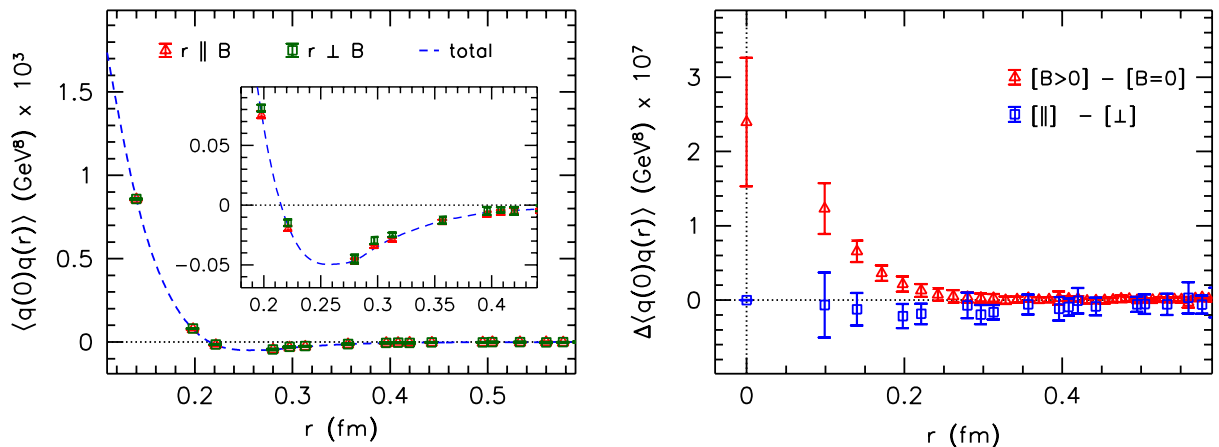 ⟨q(0)q(r)⟩ (GeV⁸) x 10³
r ∥ B
r ⊥ B
total
1.5
1
0.5
0
0.05
0
−0.05
0.2
0.25
0.3
0.35
0.4
0.2
0.3
0.4
0.5
r (fm)
Δ⟨q(0)q(r)⟩ (GeV⁸) x 10⁷
[B>0] − [B=0]
[∥] − [⊥]
3
2
1
0
0
0.2
0.4
r (fm)